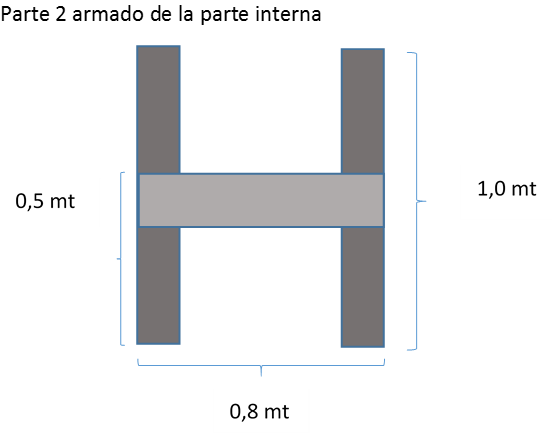 Parte 2 armado de la parte interna
0,5 mt
1,0 mt
0,8 mt